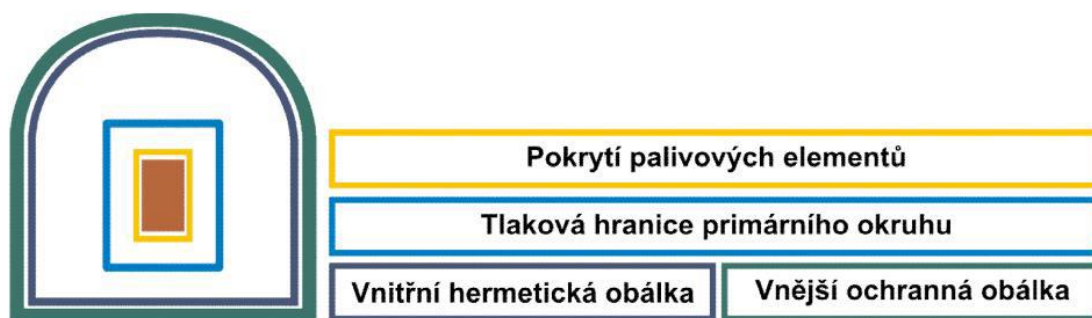 Pokrytí palivových elementů
Tlaková hranice primárního okruhu
Vnitřní hermetická obálka
Vnější ochranná obálka